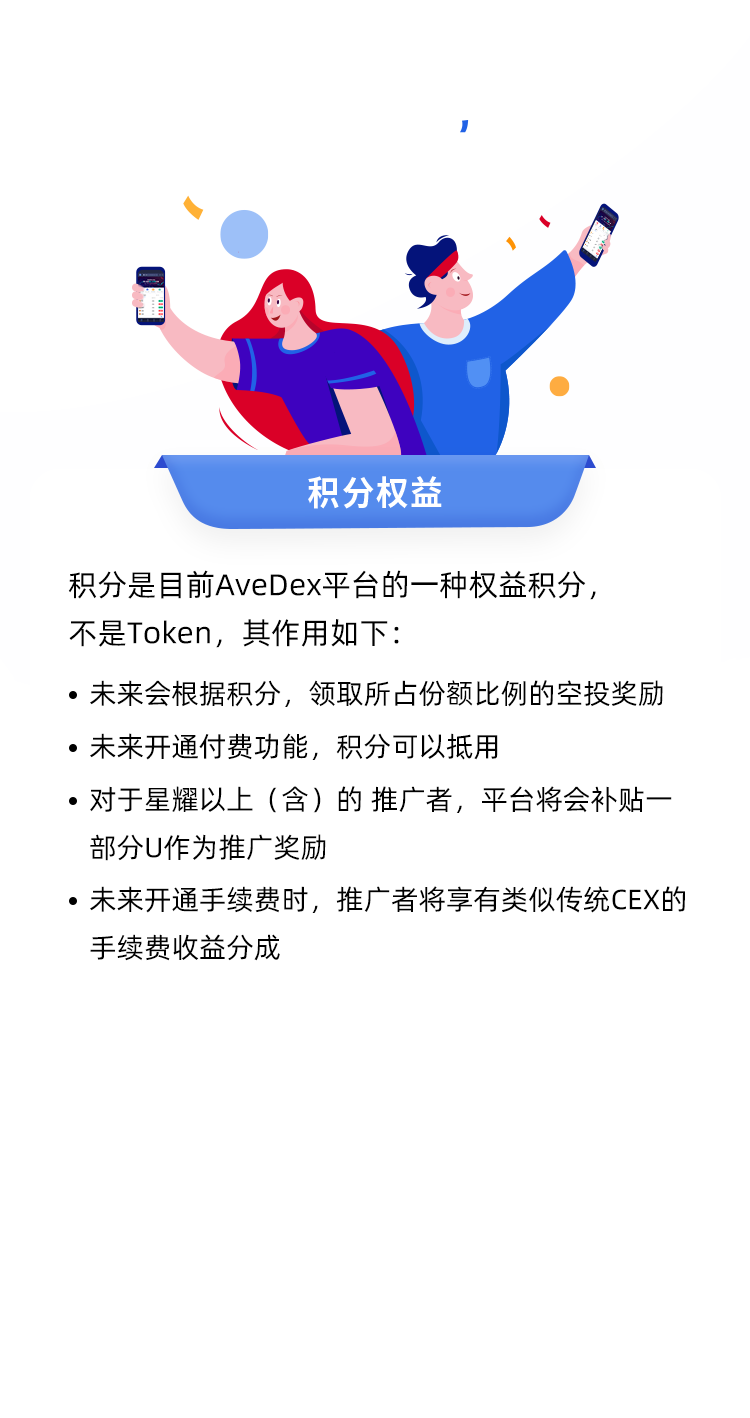 积分权益
积分是目前AveDex平台的一种权益积分，
不是Token，其作用如下：
• 未来会根据积分，领取所占份额比例的空投奖励
• 未来开通付费功能，积分可以抵用
• 对于星耀以上（含）的 推广者，平台将会补贴一
部分U作为推广奖励
• 未来开通手续费时，推广者将享有类似传统CEX的
手续费收益分成